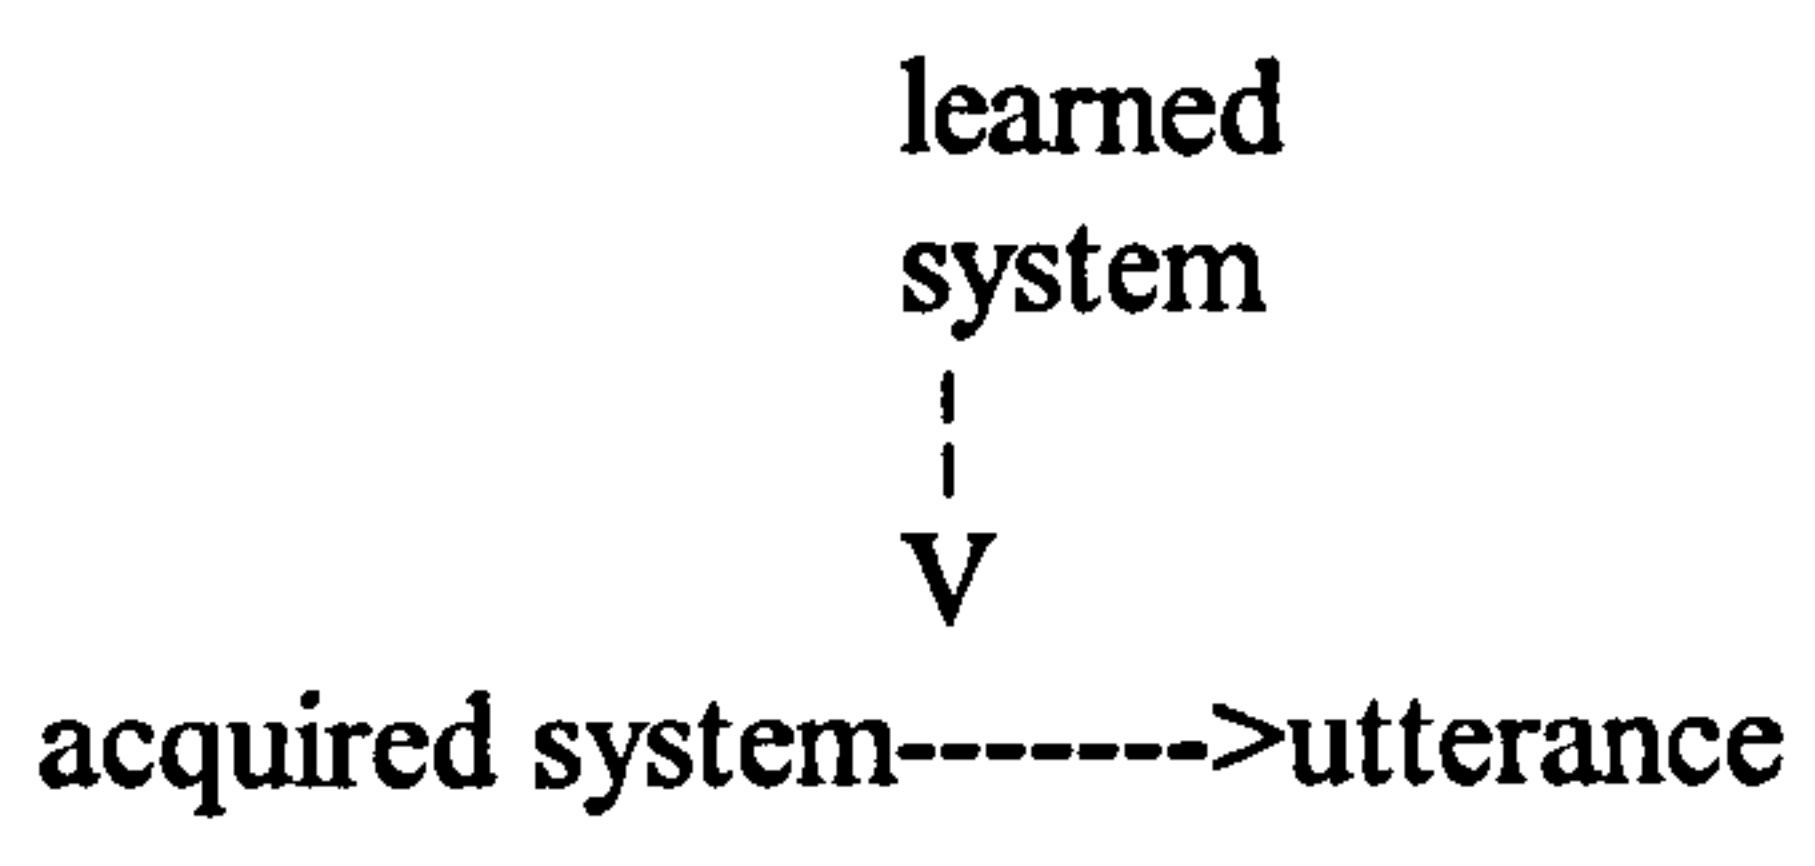 learned
system
V
acquired system------->utterance